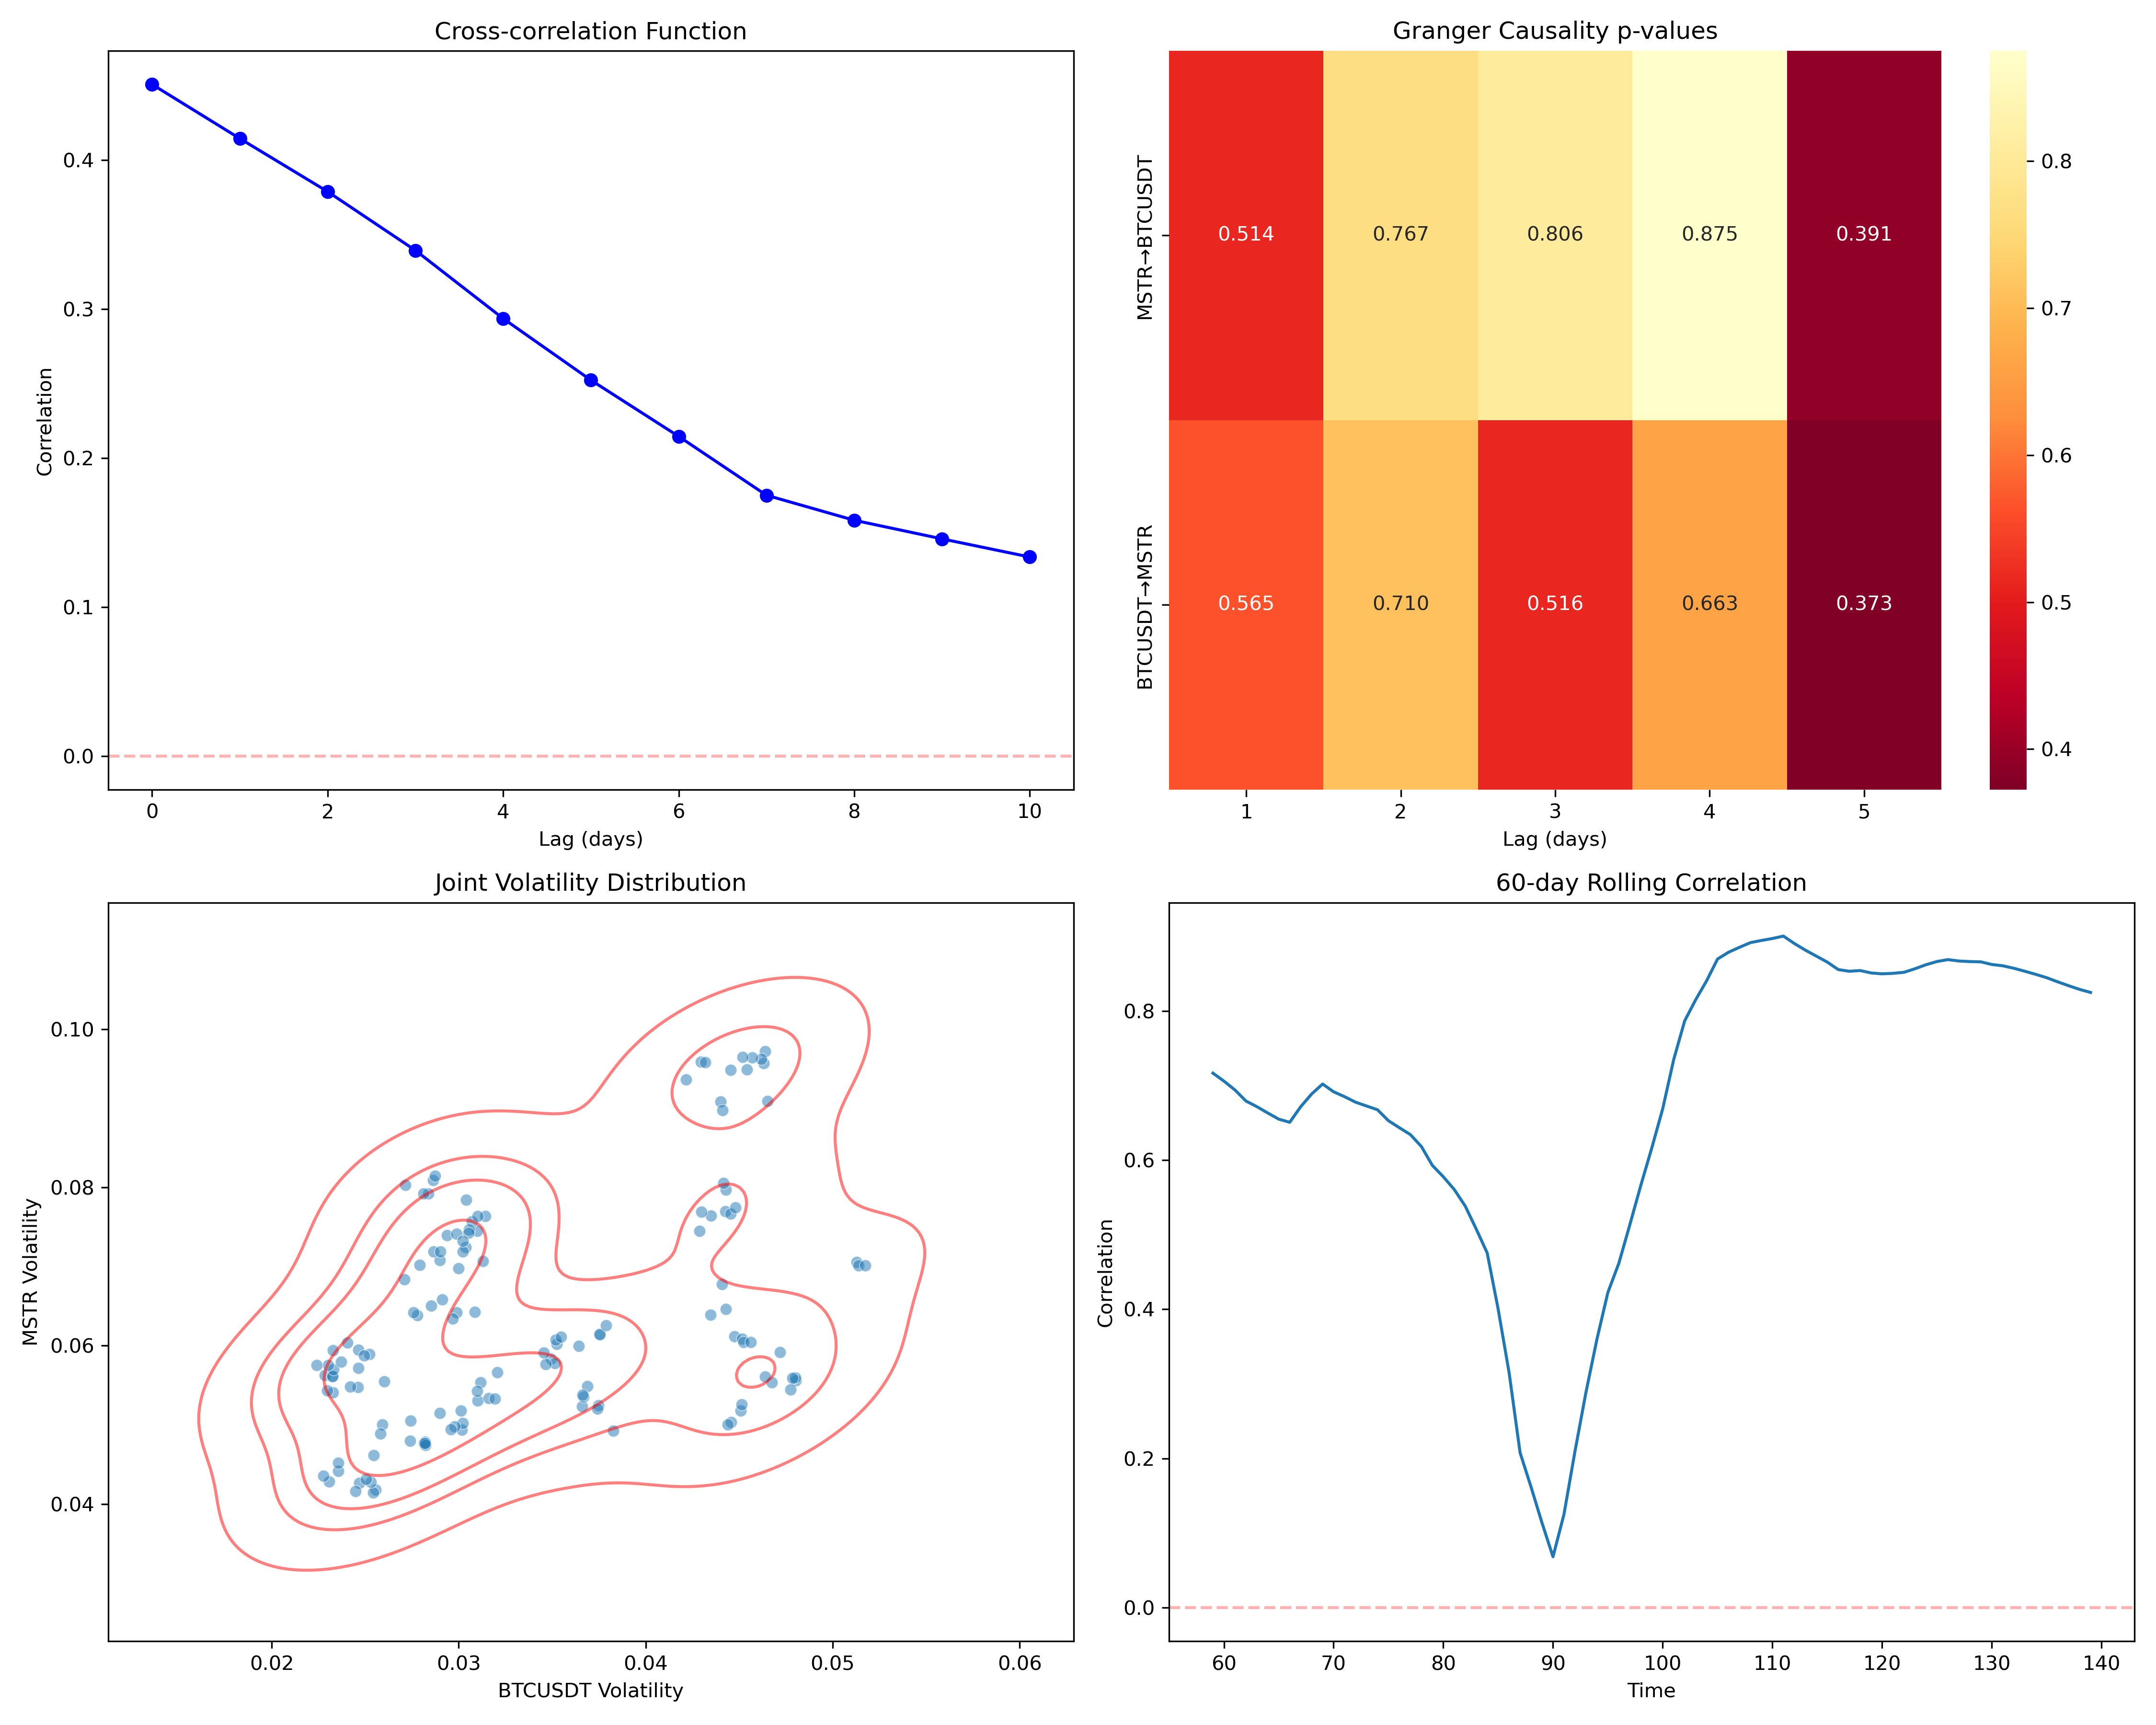 Cross-correlation Function
Correlation
0.4
0.3
0.2
0.1
0.0
0 2 4 6 8 10
Lag (days)
Granger Causality p-values
MSTR→BTCUSDT
BTCUSDT→MSTR
0.514 0.767 0.806 0.875 0.391
0.565 0.710 0.516 0.663 0.373
1 2 3 4 5
Lag (days)
0.8
0.7
0.6
0.5
0.4
Joint Volatility Distribution
MSTR Volatility
0.10
0.08
0.06
0.04
0.02 0.03 0.04 0.05 0.06
BTCUSDT Volatility
60-day Rolling Correlation
Correlation
0.8
0.6
0.4
0.2
0.0
60 70 80 90 100 110 120 130 140
Time